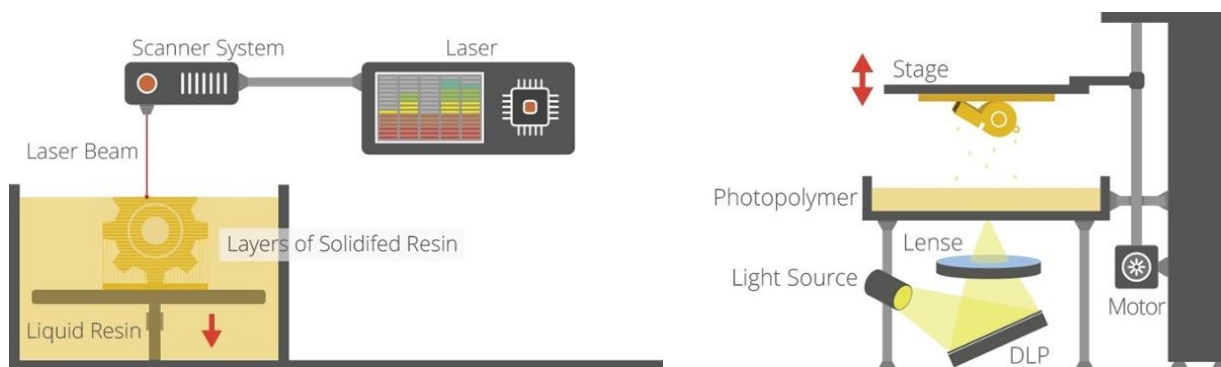 Scanner System
Laser
Laser Beam
Layers of Solidifed Resin
Liquid Resin
Stage
Photopolymer
Lense
Light Source
Motor
DLP